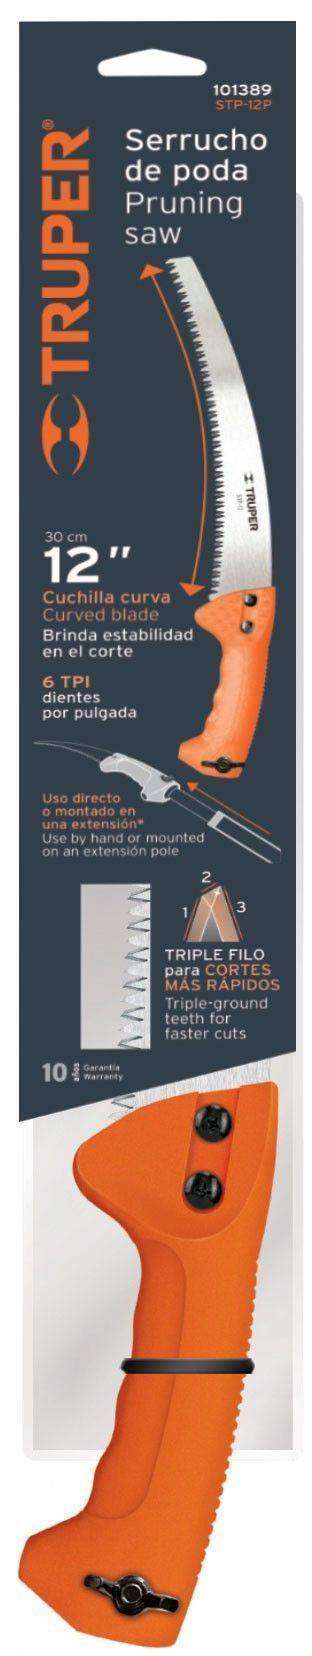 101389
STP-12P
TRUPER®
Serrucho
de poda
Pruning
saw
TRUPER
30 cm
12"
Cuchilla curva
Curved blade
Brinda estabilidad
en el corte
6 TPI
dientes
por pulgada
Uso directo
o montado en
una extensión*
Use by hand or mounted
on an extension pole
2
1
3
TRIPLE FILO
para CORTES
MÁS RÁPIDOS
Triple-ground
teeth for
faster cuts
10 años Garantía
Warranty